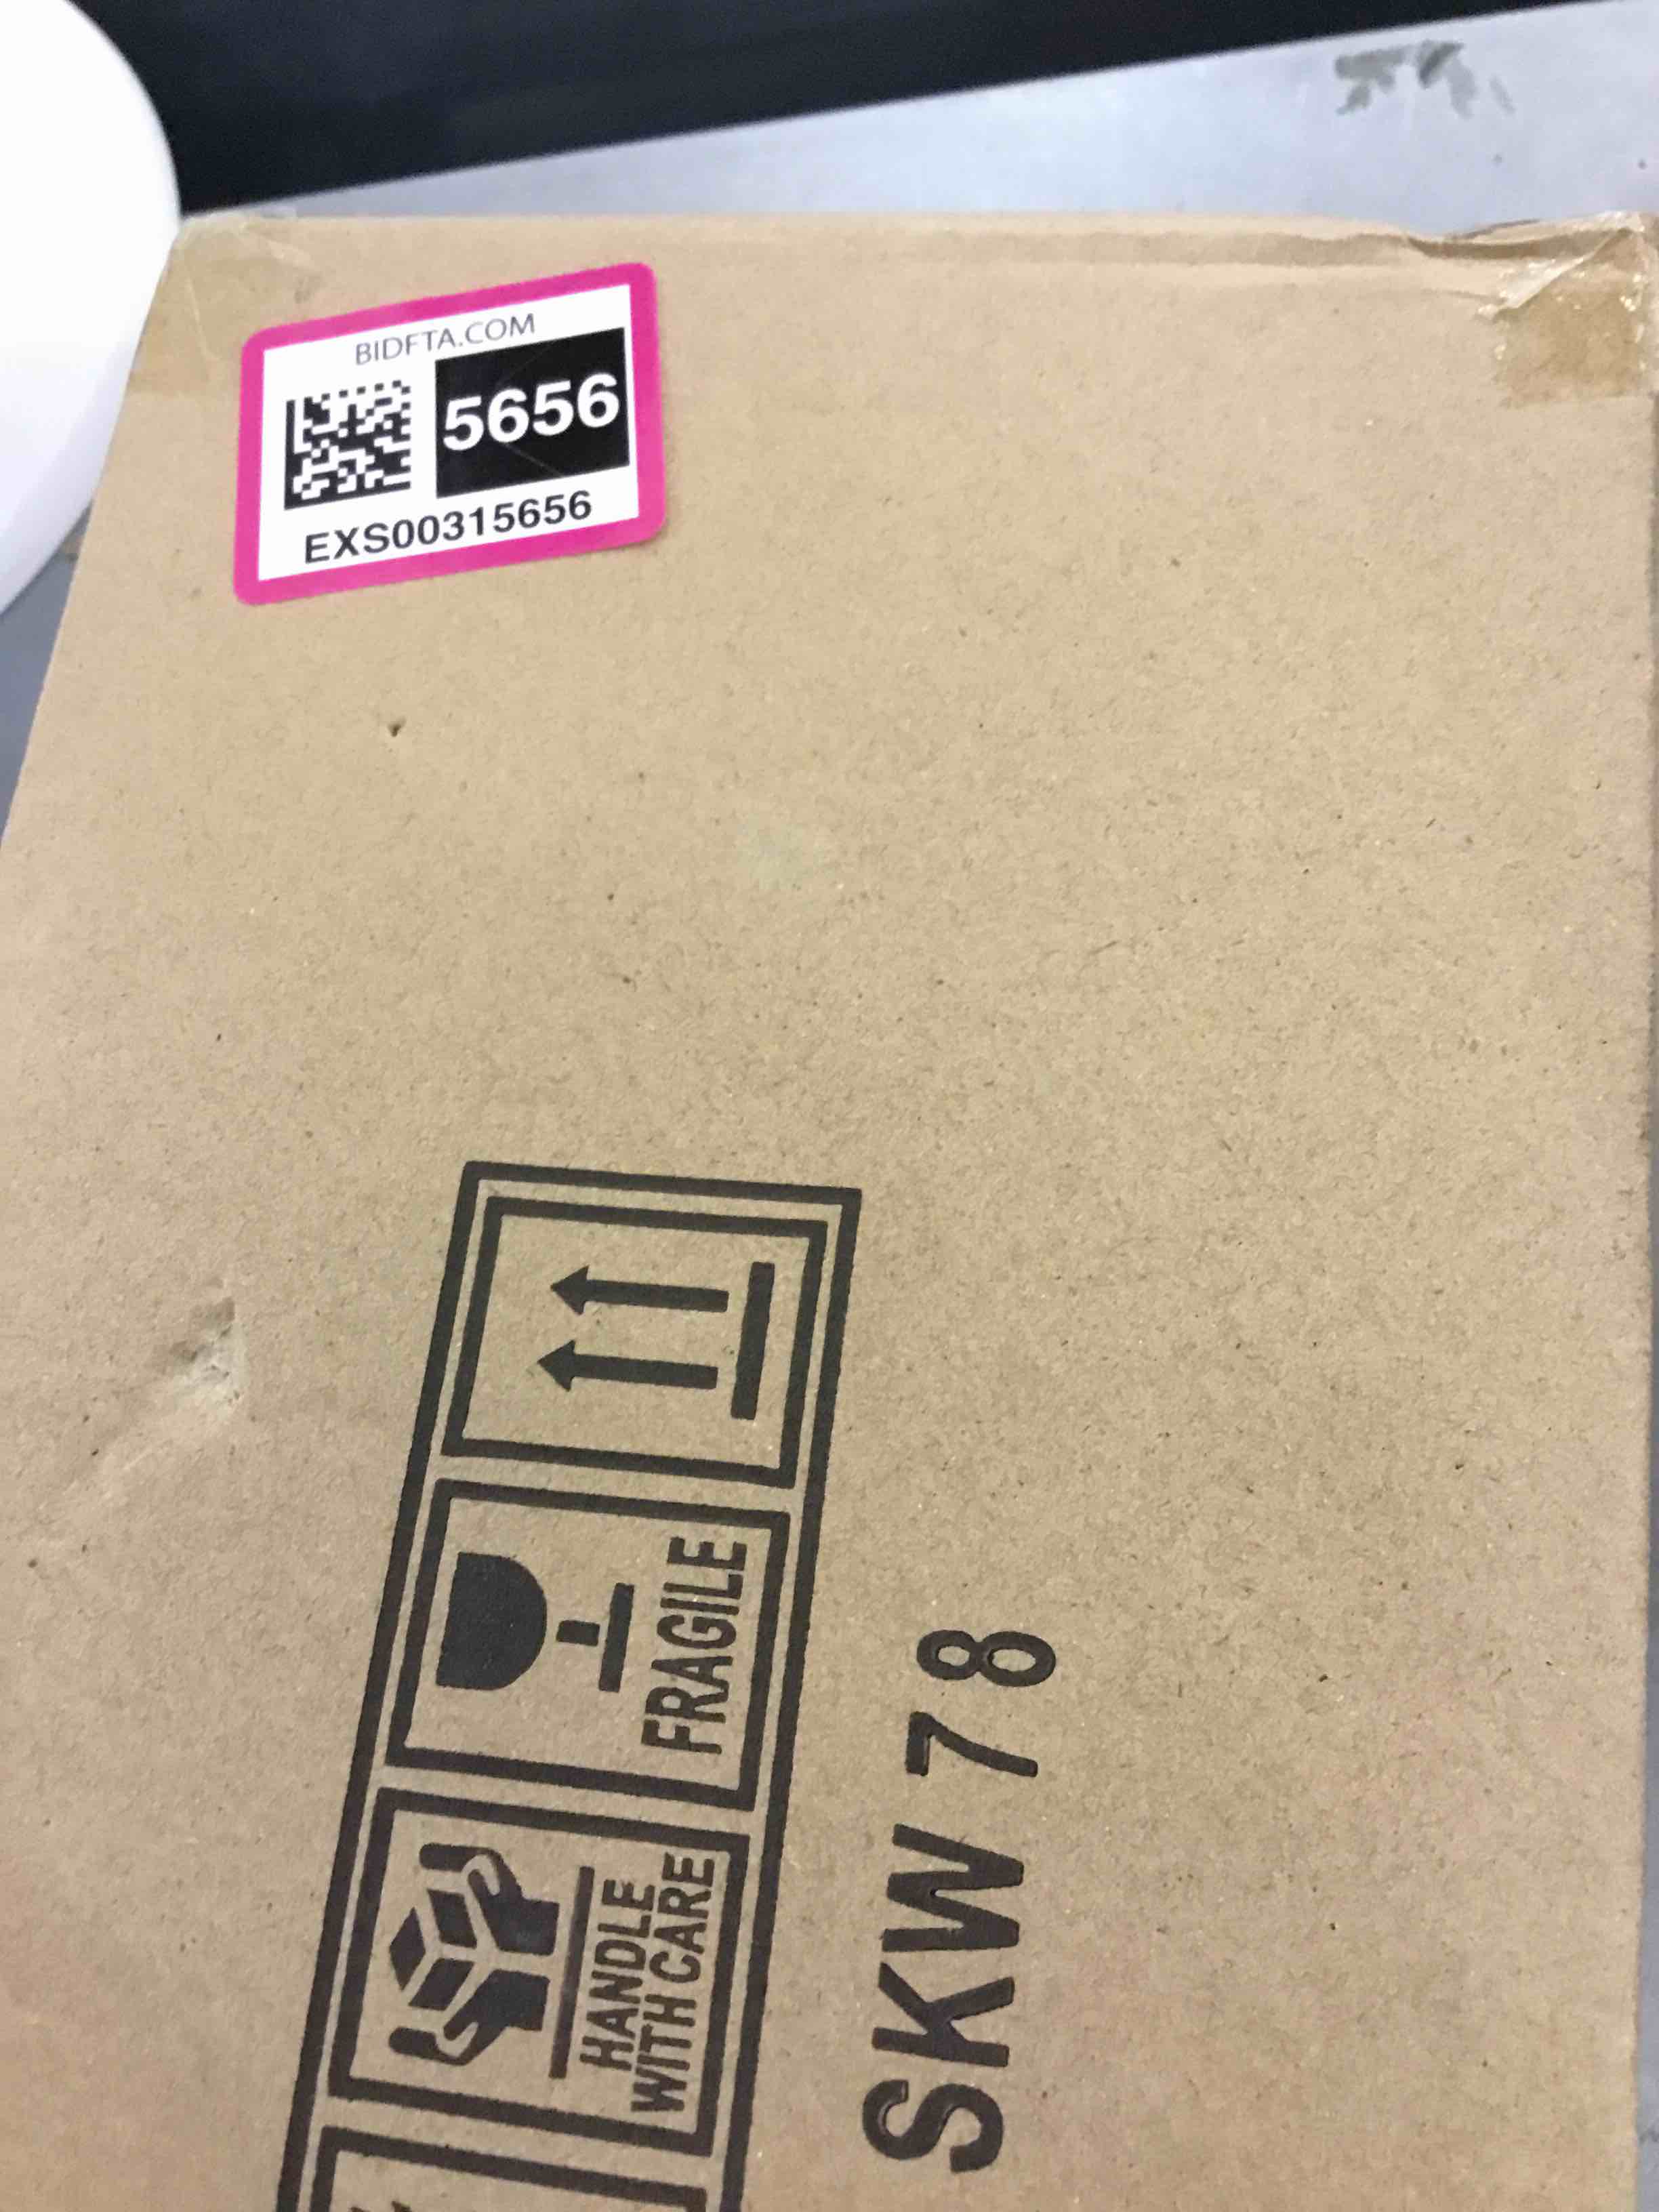 BIDFTA.COM
5656
EXS00315656
FRAGILE
HANDLE
WITH CARE
SKW 78